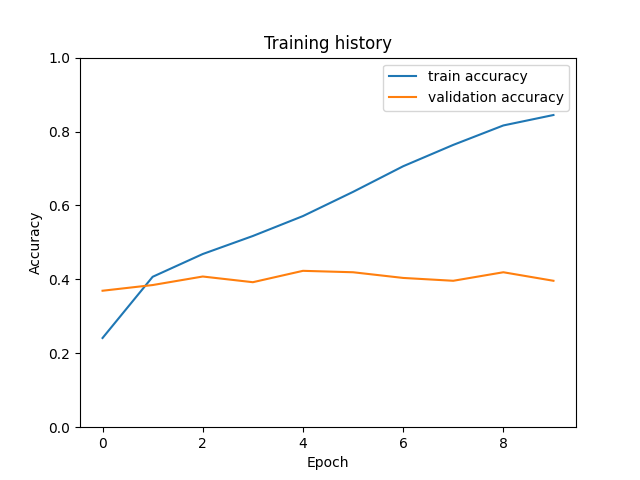 Training history
train accuracy
validation accuracy
Accuracy
1.0
0.8
0.6
0.4
0.2
0.0
0 2 4 6 8
Epoch